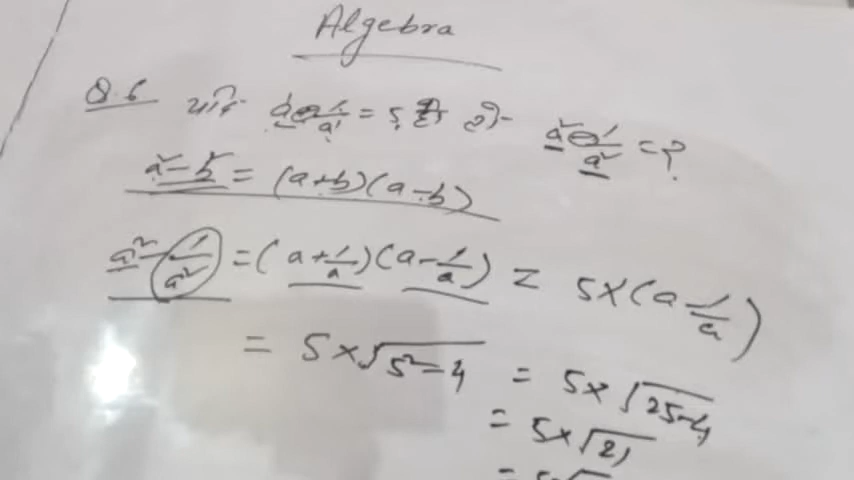 Algebra
Q.6 यदि a+1/a = 5 है तो a²-1/a² = ?
a²-b² = (a+b)(a-b)
a²-1/a² = (a+1/a)(a-1/a) = 5×(a-1/a)
= 5×√5²-4 = 5×√25-4
= 5×√21